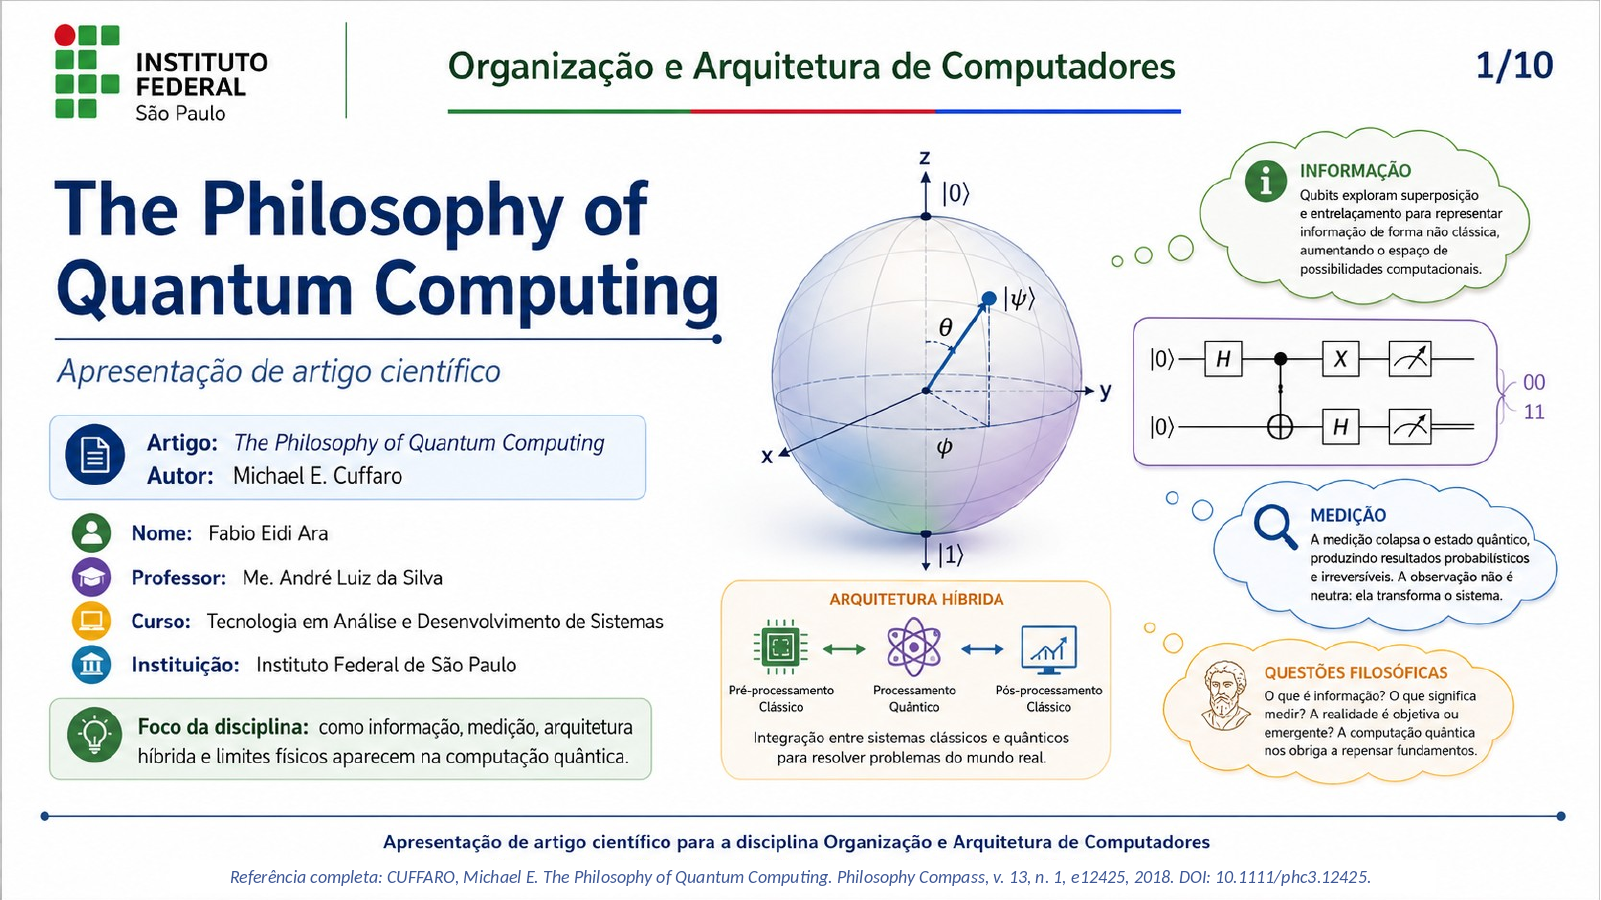 INSTITUTO
FEDERAL
São Paulo
Organização e Arquitetura de Computadores
1/10
The Philosophy of
Quantum Computing
Apresentação de artigo científico
Artigo: The Philosophy of Quantum Computing
Autor: Michael E. Cuffaro
Nome: Fabio Eidi Ara
Professor: Me. André Luiz da Silva
Curso: Tecnologia em Análise e Desenvolvimento de Sistemas
Instituição: Instituto Federal de São Paulo
Foco da disciplina: como informação, medição, arquitetura
híbrida e limites físicos aparecem na computação quântica.
z
|0⟩
|ψ⟩
θ
y
x
φ
|1⟩
ARQUITETURA HÍBRIDA
Pré-processamento
Clássico
Processamento
Quântico
Pós-processamento
Clássico
Integração entre sistemas clássicos e quânticos
para resolver problemas do mundo real.
i
INFORMAÇÃO
Qubits exploram superposição
e entrelaçamento para representar
informação de forma não clássica,
aumentando o espaço de
possibilidades computacionais.
|0⟩ H X
|0⟩ H
00
11
MEDIÇÃO
A medição colapsa o estado quântico,
produzindo resultados probabilísticos
e irreversíveis. A observação não é
neutra: ela transforma o sistema.
QUESTÕES FILOSÓFICAS
O que é informação? O que significa
medir? A realidade é objetiva ou
emergente? A computação quântica
nos obriga a repensar fundamentos.
Apresentação de artigo científico para a disciplina Organização e Arquitetura de Computadores
Referência completa: CUFFARO, Michael E. The Philosophy of Quantum Computing. Philosophy Compass, v. 13, n. 1, e12425, 2018. DOI: 10.1111/phc3.12425.